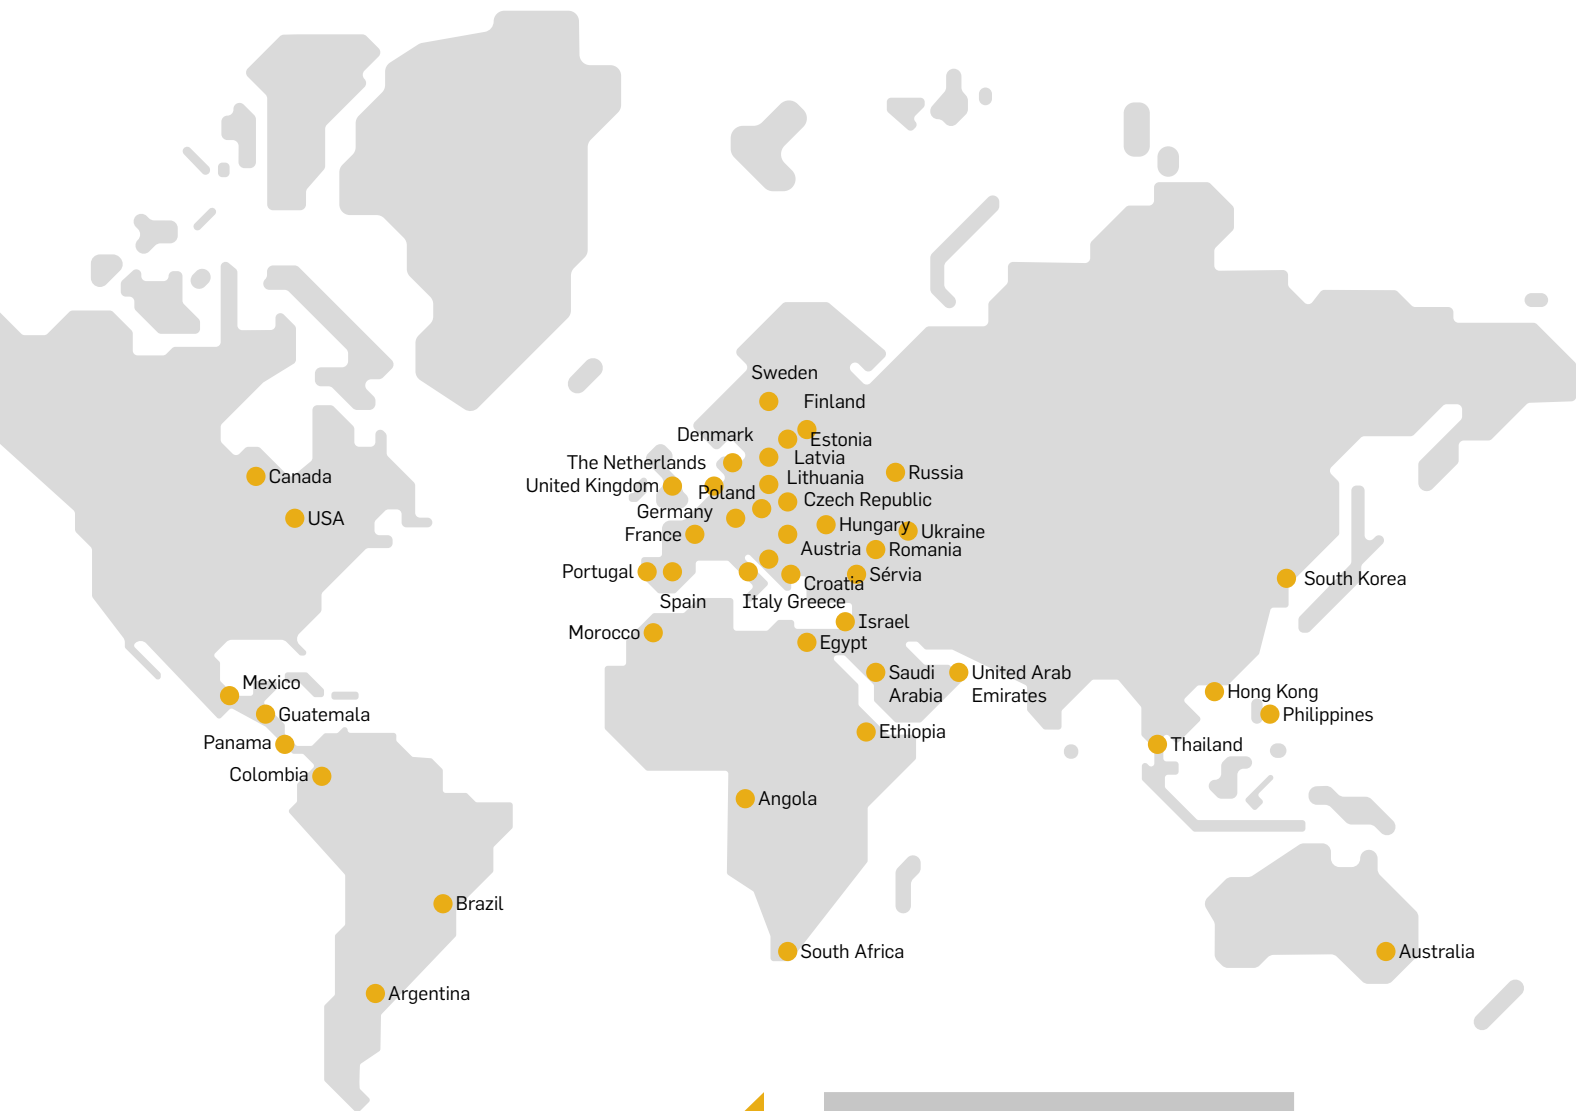 Sweden
Finland
Denmark
Estonia
Latvia
The Netherlands
Russia
Lithuania
United Kingdom
Poland
Canada
Czech Republic
Germany
USA
Hungary
Ukraine
France
Austria
Romania
Portugal
Sérvia
Croatia
South Korea
Spain
Italy Greece
Israel
Morocco
Egypt
Mexico
Saudi
Arabia
United Arab
Emirates
Hong Kong
Guatemala
Philippines
Ethiopia
Panama
Thailand
Colombia
Angola
Brazil
South Africa
Australia
Argentina